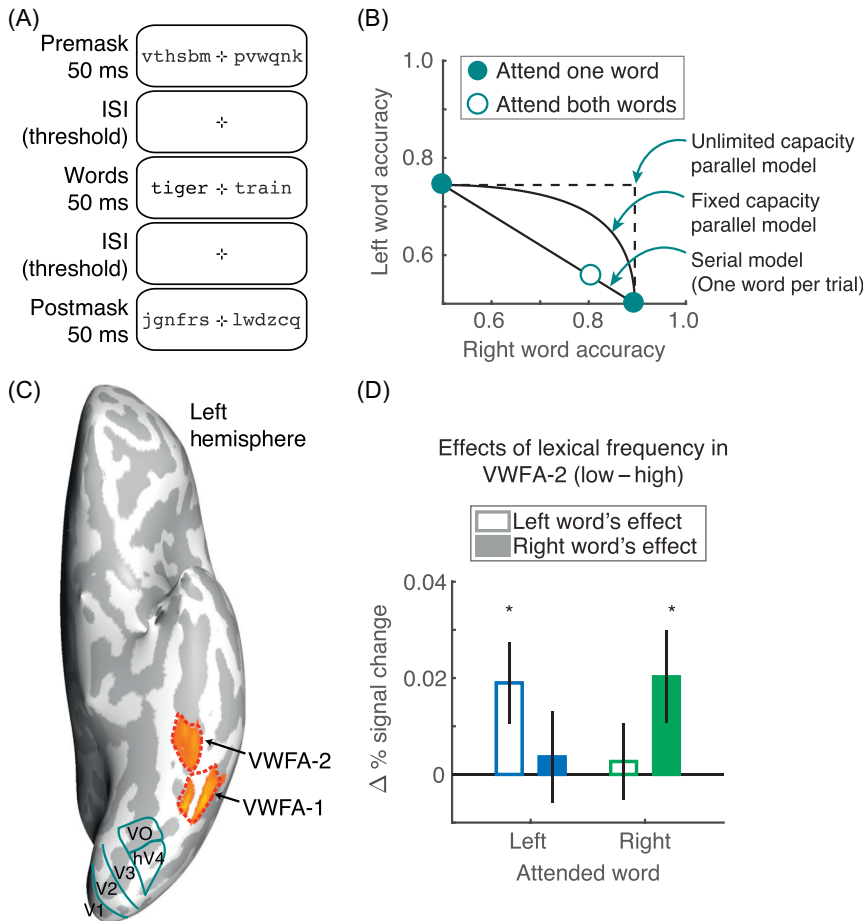 (A)
Premask
50 ms
vthsbm -¦- pvwqnk
ISI
(threshold)
Words
50 ms
tiger -¦- train
ISI
(threshold)
Postmask
50 ms
jgnfrs -¦- lwdzcq
(B)
Left word accuracy
1.0
0.8
0.6
0.6 0.8 1.0
Right word accuracy
Attend one word
Attend both words
Unlimited capacity
parallel model
Fixed capacity
parallel model
Serial model
(One word per trial)
(C)
Left
hemisphere
VWFA-2
VWFA-1
VO
hV4
V3
V2
V1
(D)
Effects of lexical frequency in
VWFA-2 (low – high)
Left word's effect
Right word's effect
Δ % signal change
0.04
0.02
0
* *
Left Right
Attended word